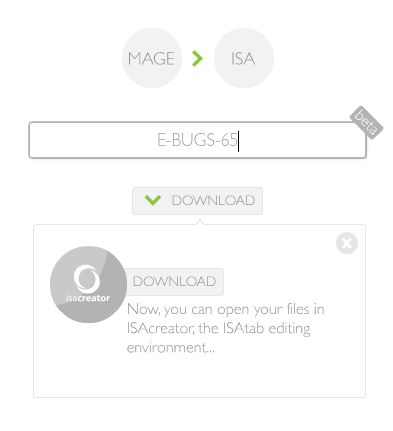 MAGE
ISA
beta
E-BUGS-65
DOWNLOAD
isacreator
DOWNLOAD
Now, you can open your files in
ISAcreator, the ISAtab editing
environment...